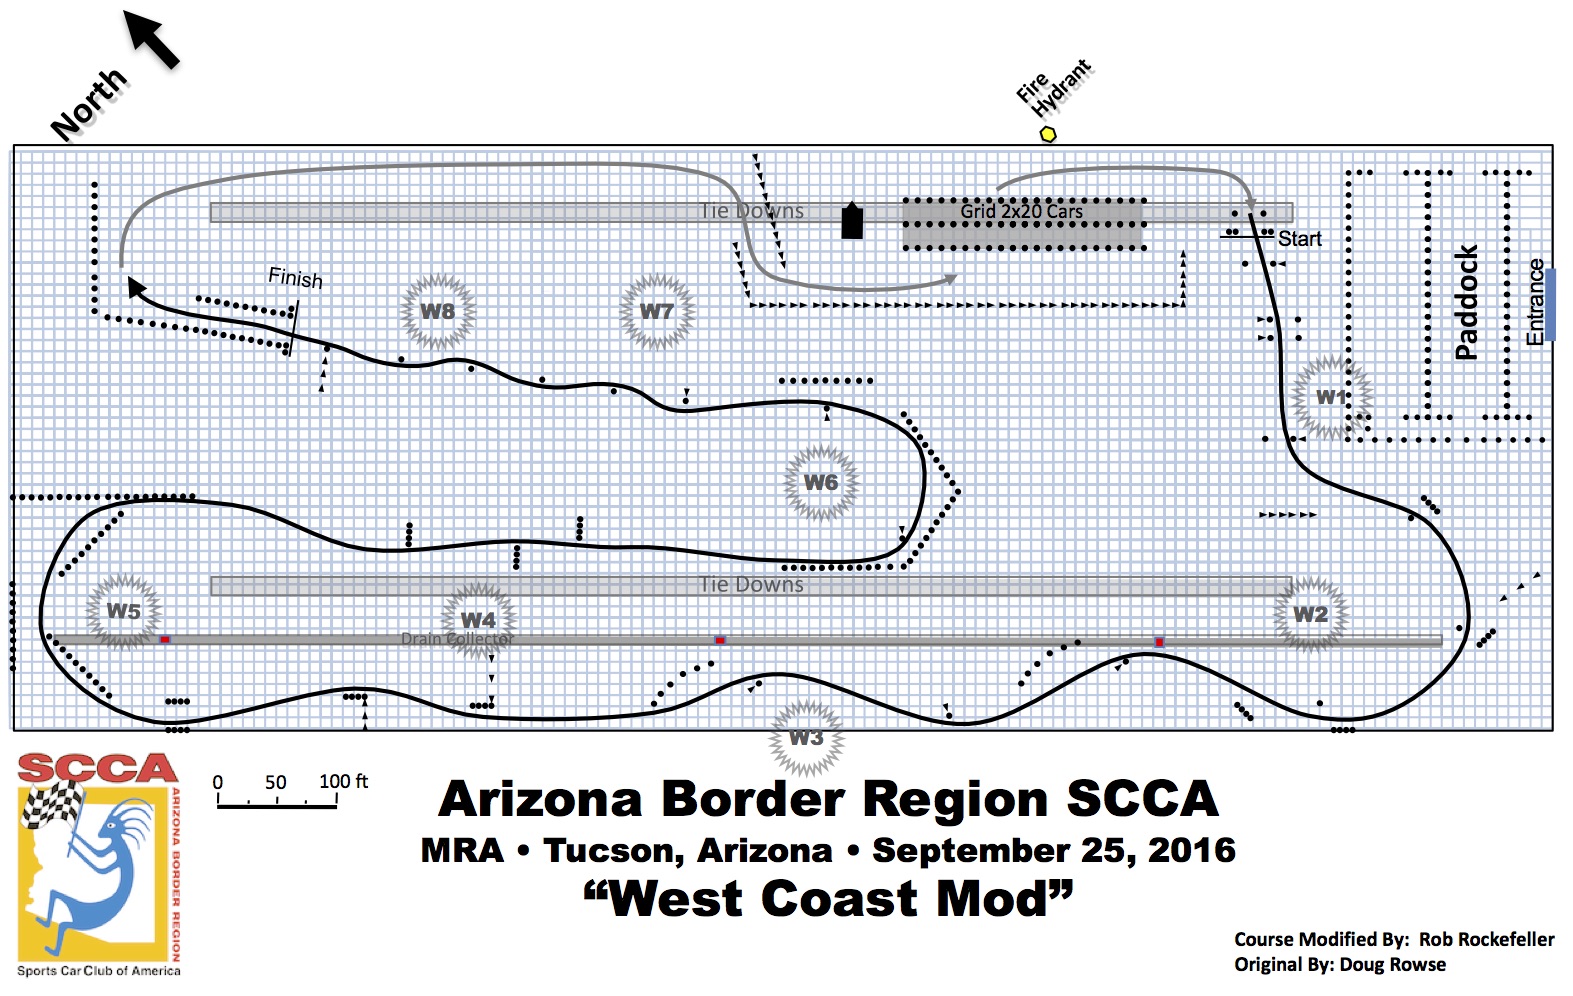 North
Fire
Hydrant
Tie Downs
Grid 2x20 Cars
Start
Finish
W8
W7
Paddock
Entrance
W1
W6
Tie Downs
W5
W4
W2
Drain Collector
W3
SCCA
ARIZONA BORDER REGION
Sports Car Club of America
0 50 100 ft
Arizona Border Region SCCA
MRA • Tucson, Arizona • September 25, 2016
“West Coast Mod”
Course Modified By: Rob Rockefeller
Original By: Doug Rowse